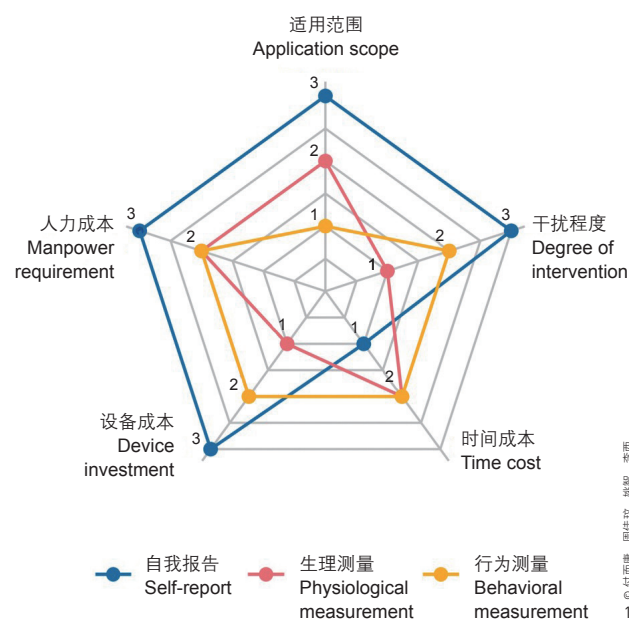 适用范围
Application scope
3
2
1
人力成本
Manpower
requirement
3
2
干扰程度
Degree of
intervention
3
2
1
设备成本
Device
investment
3
2
1
时间成本
Time cost
2
1
自我报告
Self-report
生理测量
Physiological
measurement
行为测量
Behavioral
measurement
1